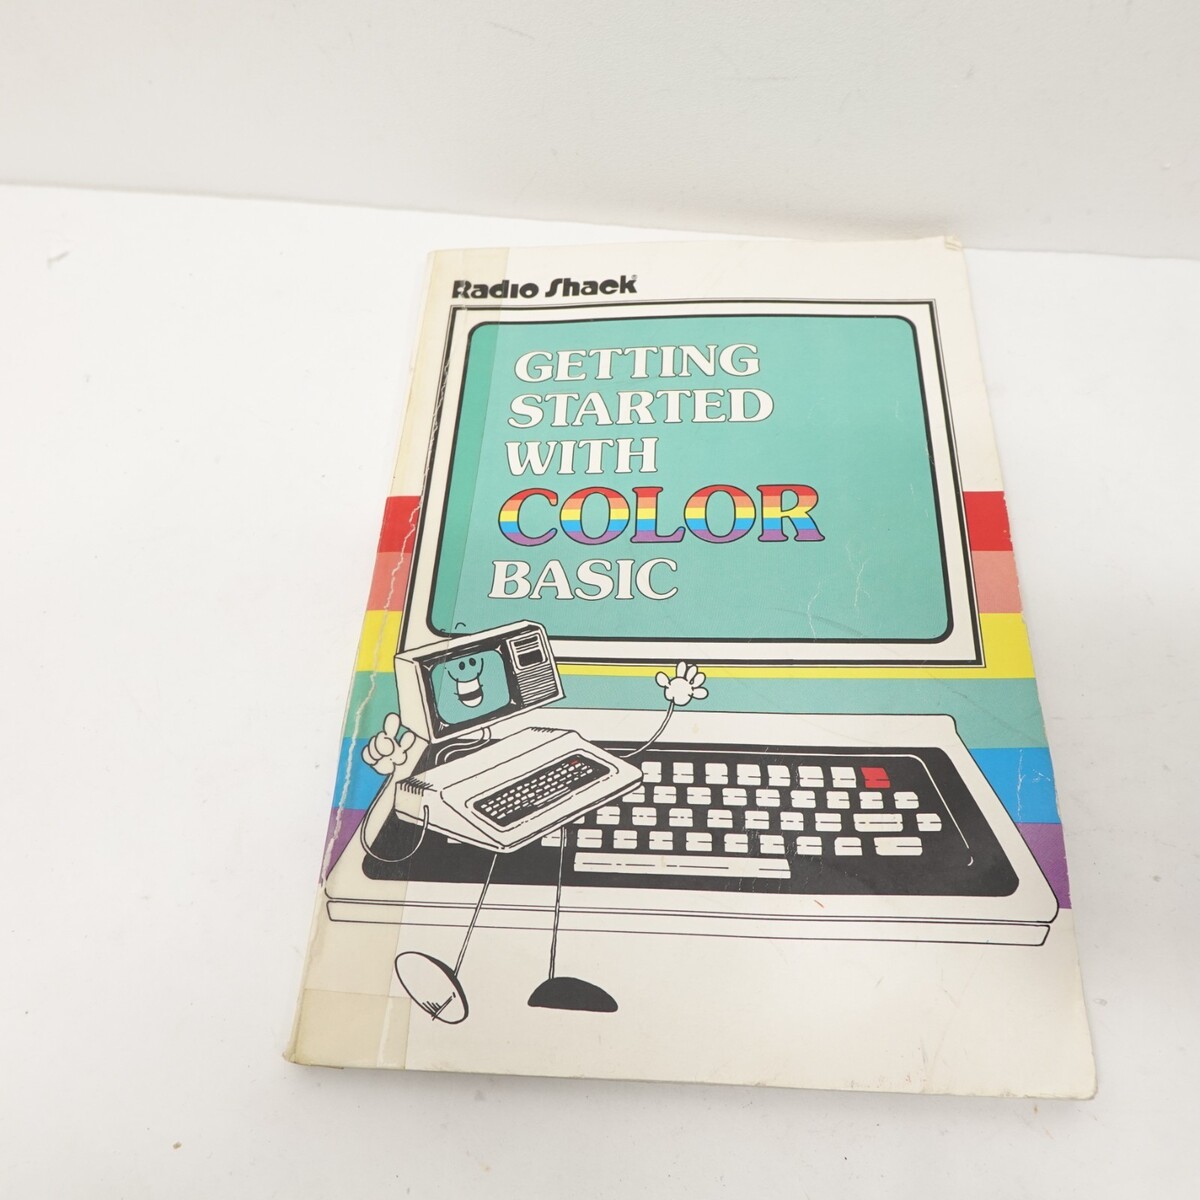 Radio Shack®
GETTING
STARTED
WITH
COLOR
BASIC